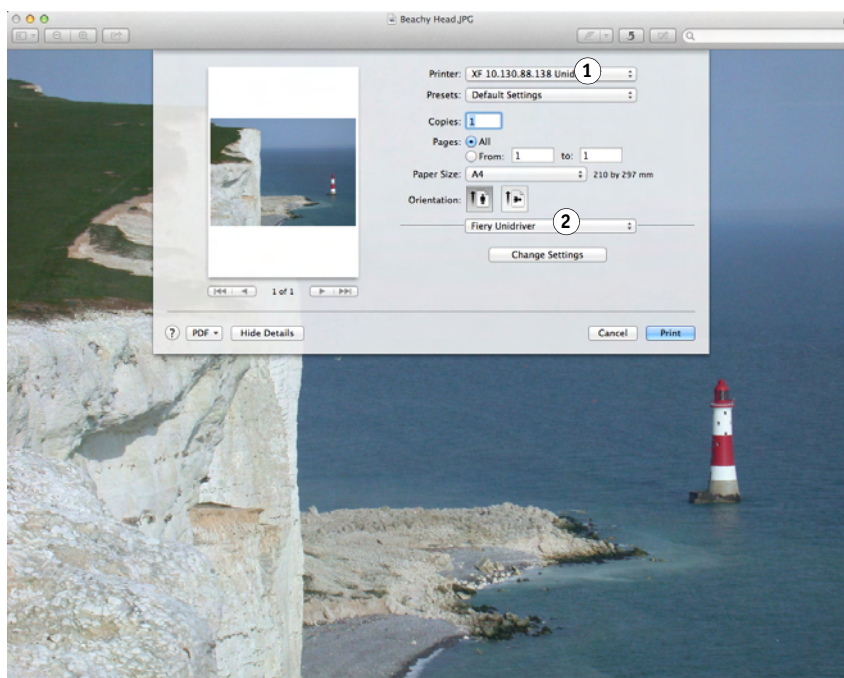 Beachy Head.JPG
5
Printer: XF 10.130.88.138 Unid 1
Presets: Default Settings
Copies: 1
Pages: All
From: 1 to: 1
Paper Size: A4 210 by 297 mm
Orientation:
Fiery Unidriver 2
Change Settings
1 of 1
? PDF Hide Details Cancel Print